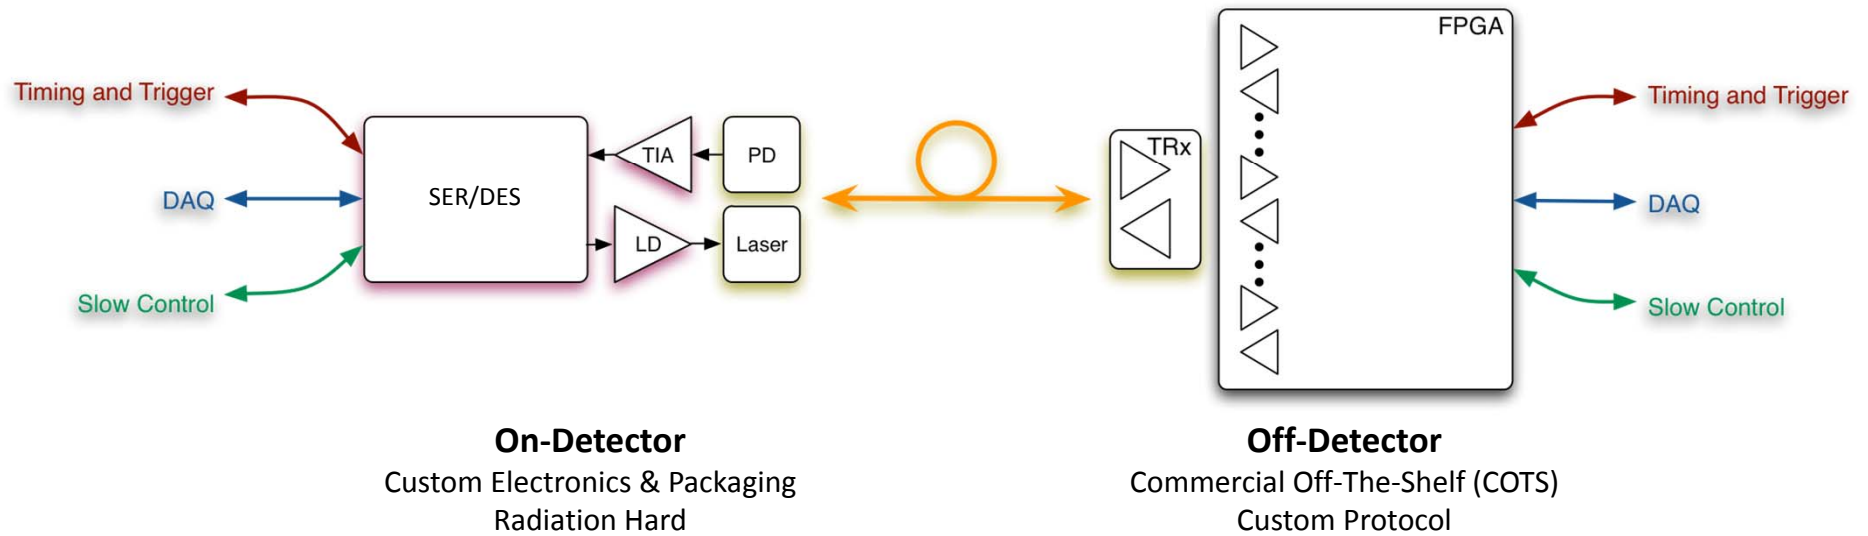 Timing and Trigger
DAQ
Slow Control
SER/DES
TIA
PD
LD
Laser
TRx
FPGA
Timing and Trigger
DAQ
Slow Control
On-Detector
Custom Electronics & Packaging
Radiation Hard
Off-Detector
Commercial Off-The-Shelf (COTS)
Custom Protocol